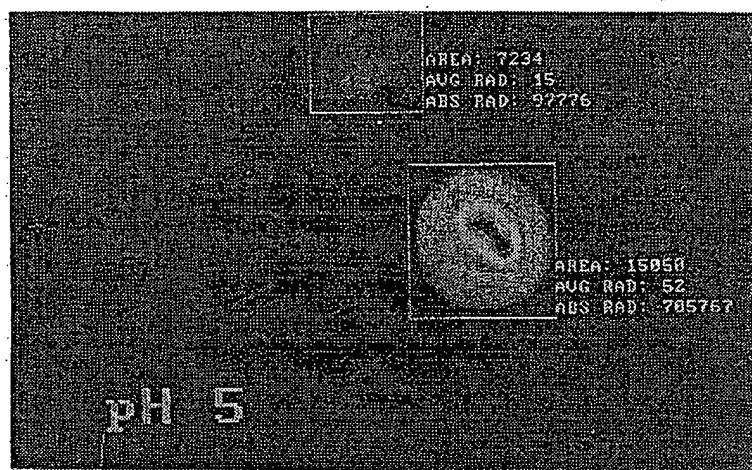 AREA: 7234
AVG RAD: 15
ABS RAD: 97776
AREA: 15050
AVG RAD: 52
ABS RAD: 705767
pH 5